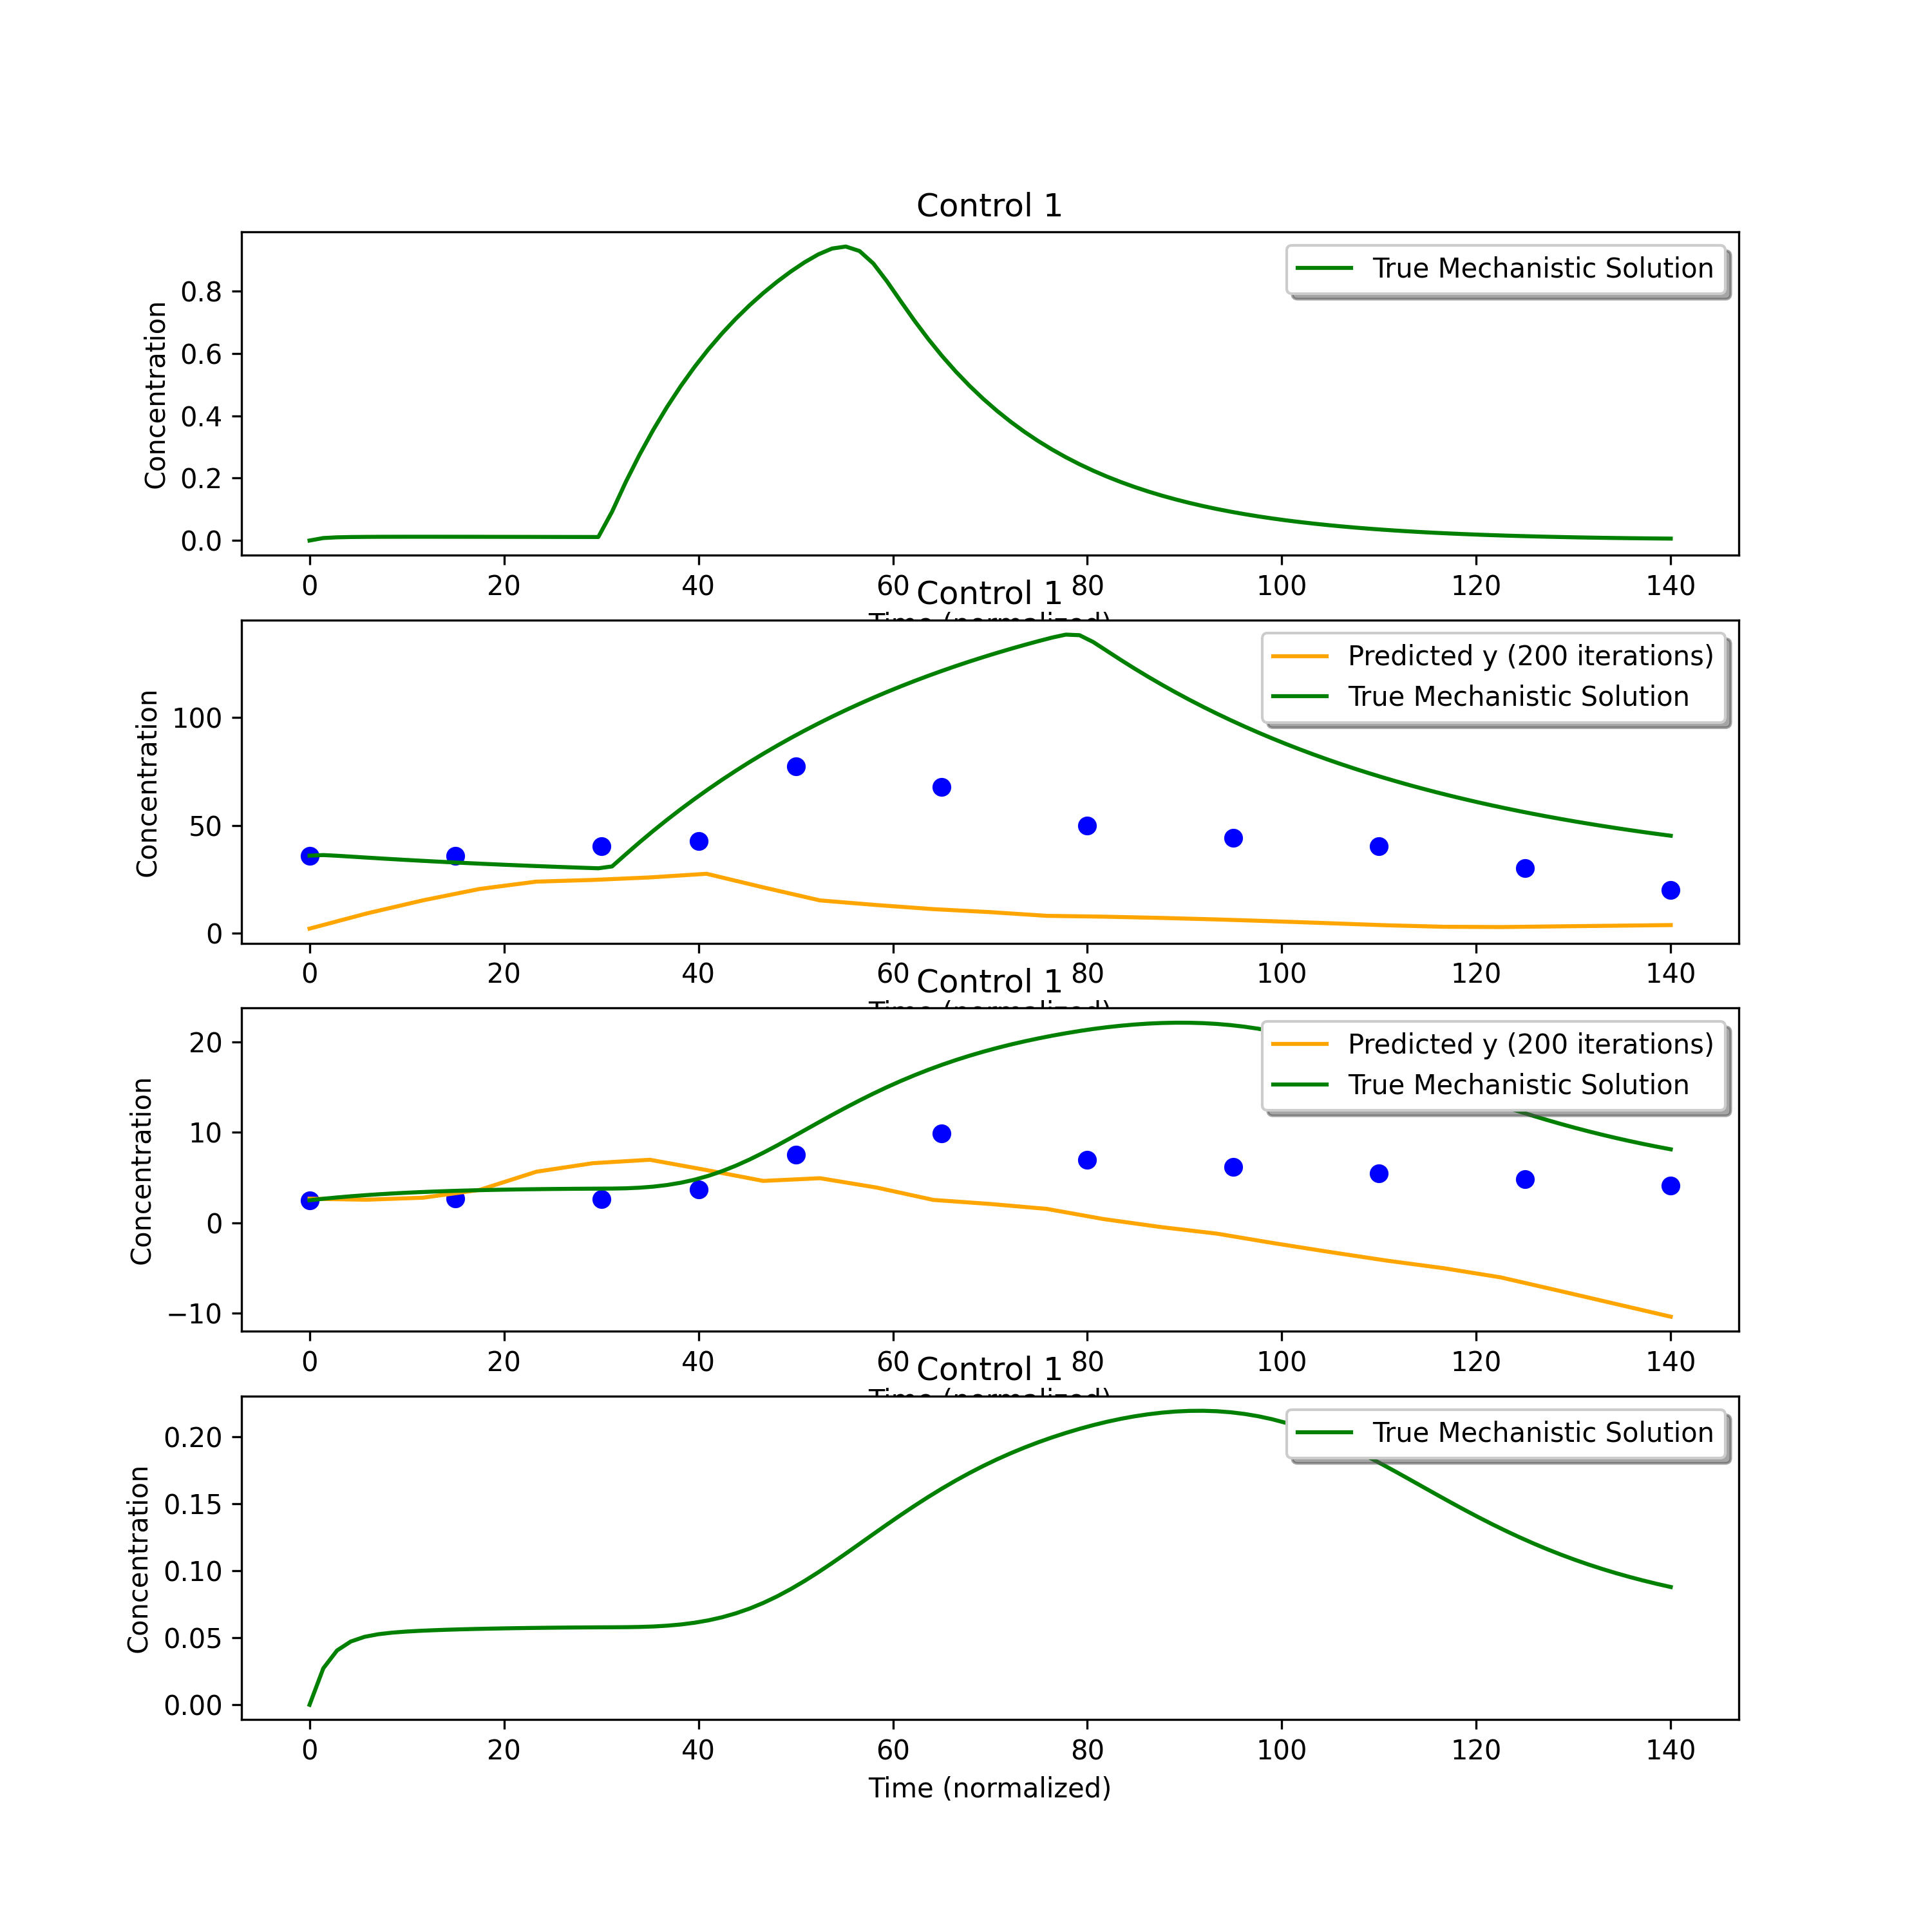 Control 1
Concentration
0.8
0.6
0.4
0.2
0.0
True Mechanistic Solution
0 20 40 60 80 100 120 140
Control 1
Concentration
100
50
0
Predicted y (200 iterations)
True Mechanistic Solution
0 20 40 60 80 100 120 140
Control 1
Concentration
20
10
0
−10
Predicted y (200 iterations)
True Mechanistic Solution
0 20 40 60 80 100 120 140
Control 1
Concentration
0.20
0.15
0.10
0.05
0.00
True Mechanistic Solution
0 20 40 60 80 100 120 140
Time (normalized)